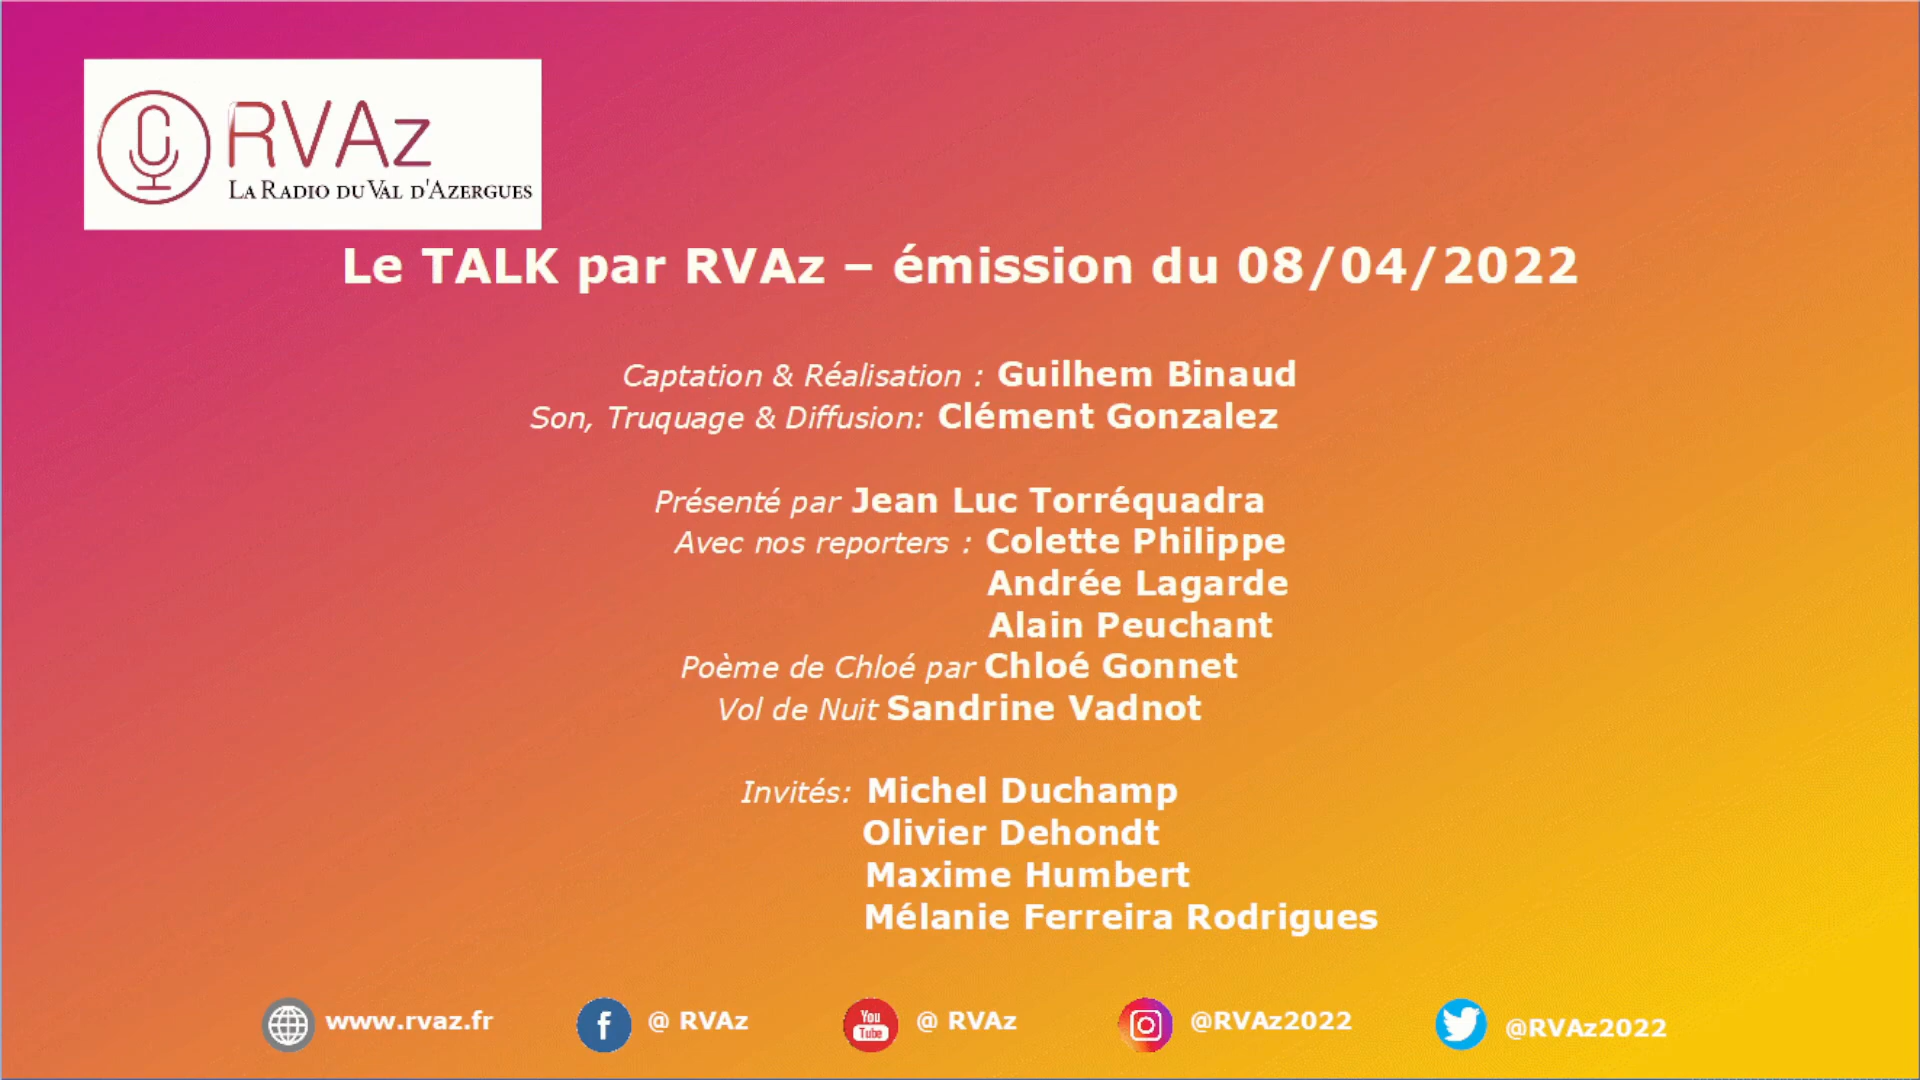 RVAz
La Radio du Val d'Azergues
Le TALK par RVAz – émission du 08/04/2022
Captation & Réalisation : Guilhem Binaud
Son, Truquage & Diffusion: Clément Gonzalez
Présenté par Jean Luc Torréquadra
Avec nos reporters : Colette Philippe
Andrée Lagarde
Alain Peuchant
Poème de Chloé par Chloé Gonnet
Vol de Nuit Sandrine Vadnot
Invités: Michel Duchamp
Olivier Dehondt
Maxime Humbert
Mélanie Ferreira Rodrigues
www.rvaz.fr f @ RVAz You Tube @ RVAz @RVAz2022 @RVAz2022